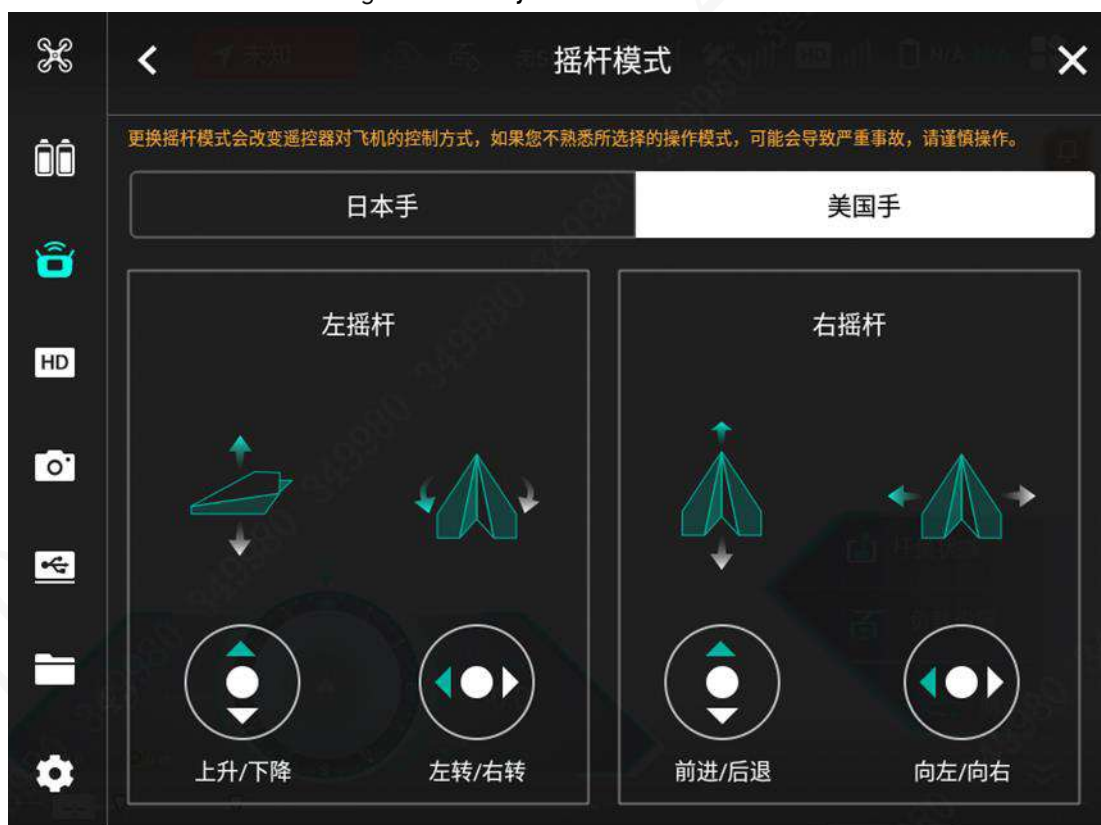 摇杆模式
更换摇杆模式会改变遥控器对飞机的控制方式，如果您不熟悉所选择的操作模式，可能会导致严重事故，请谨慎操作。
日本手
美国手
左摇杆
右摇杆
HD
上升/下降
左转/右转
前进/后退
向左/向右